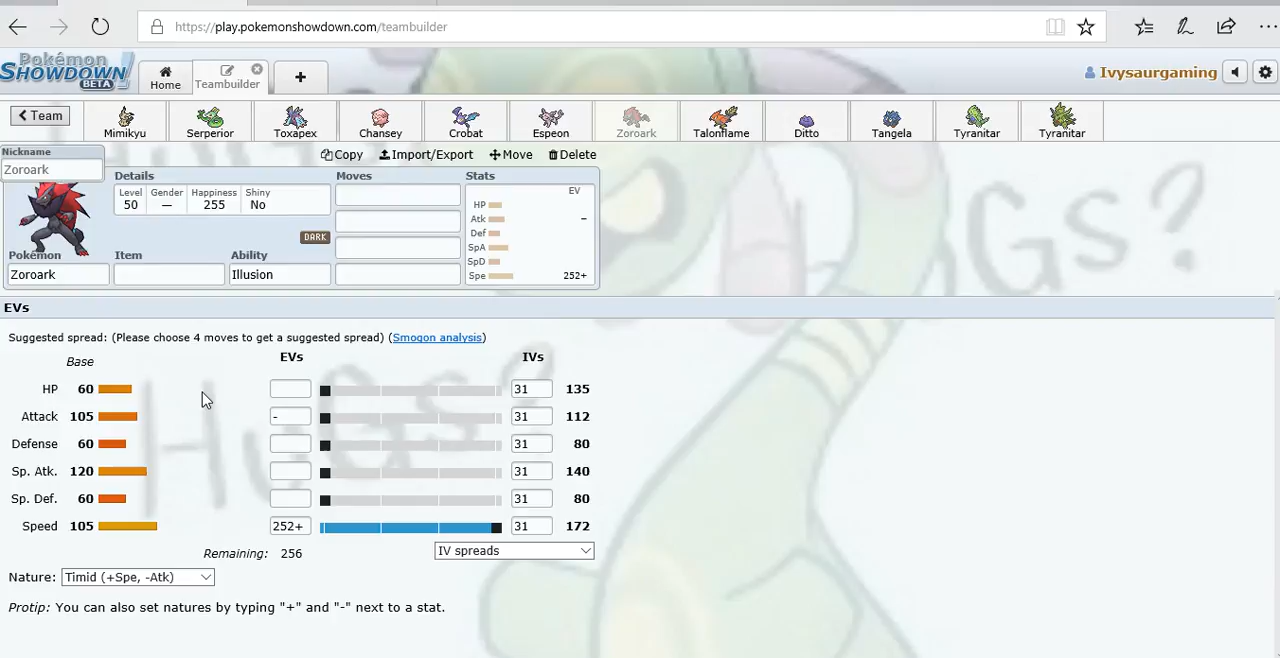 https://play.pokemonshowdown.com/teambuilder
Pokémon
SHOWDOWN
BETA
Home
Teambuilder
Ivysaurgaming
Team
Mimikyu
Serperior
Toxapex
Chansey
Crobat
Espeon
Zoroark
Talonflame
Ditto
Tangela
Tyranitar
Tyranitar
Copy Import/Export Move Delete
Nickname
Zoroark
Details
Level Gender Happiness Shiny
50 — 255 No
DARK
Pokémon Item Ability
Zoroark Illusion
Moves
Stats
EV
HP
Atk –
Def
SpA
SpD
Spe 252+
EVs
Suggested spread: (Please choose 4 moves to get a suggested spread) (Smogon analysis)
Base EVs IVs
HP 60 31 135
Attack 105 - 31 112
Defense 60 31 80
Sp. Atk. 120 31 140
Sp. Def. 60 31 80
Speed 105 252+ 31 172
Remaining: 256
IV spreads
Nature: Timid (+Spe, -Atk)
Protip: You can also set natures by typing "+" and "-" next to a stat.
HuGs?
GS?